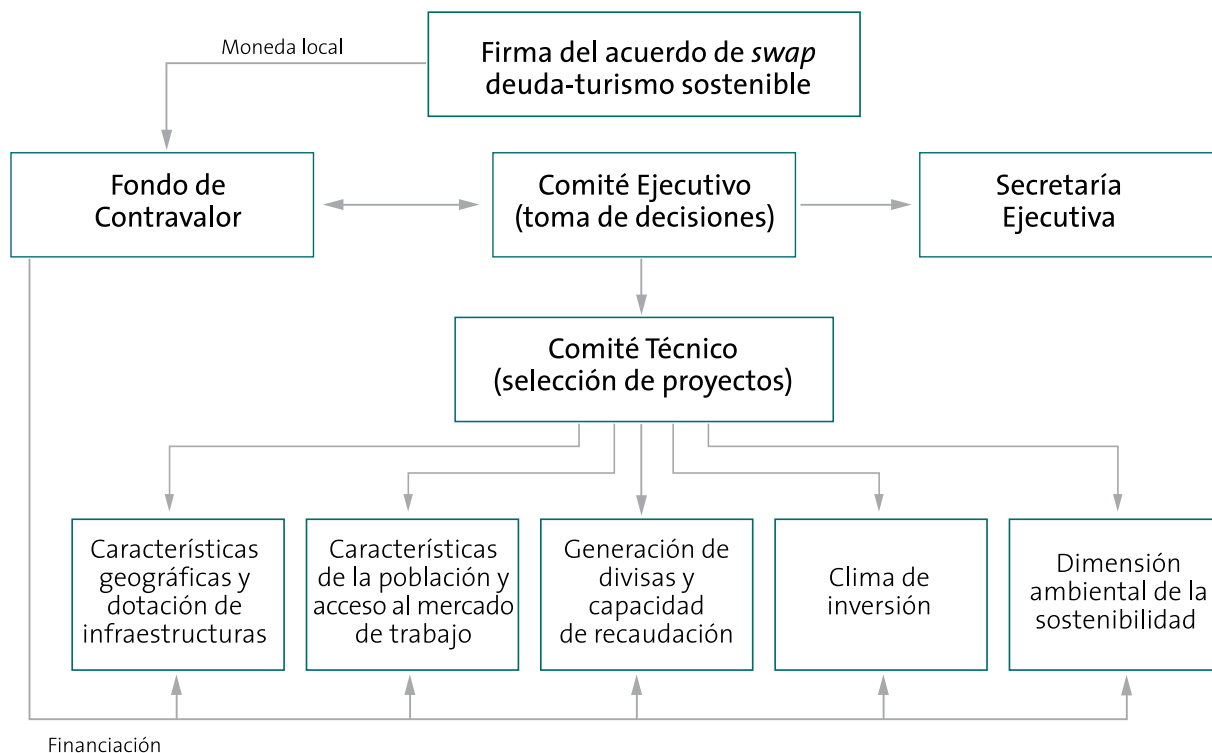 Moneda local
Firma del acuerdo de swap
deuda-turismo sostenible
Fondo de
Contravalor
Comité Ejecutivo
(toma de decisiones)
Secretaría
Ejecutiva
Comité Técnico
(selección de proyectos)
Característísticas
geográficas y
dotación de
infraestructuras
Características
de la población y
acceso al mercado
de trabajo
Generación de
divisas y
capacidad
de recaudación
Clima de
inversión
Dimensión
ambiental de la
sostenibilidad
Financiación